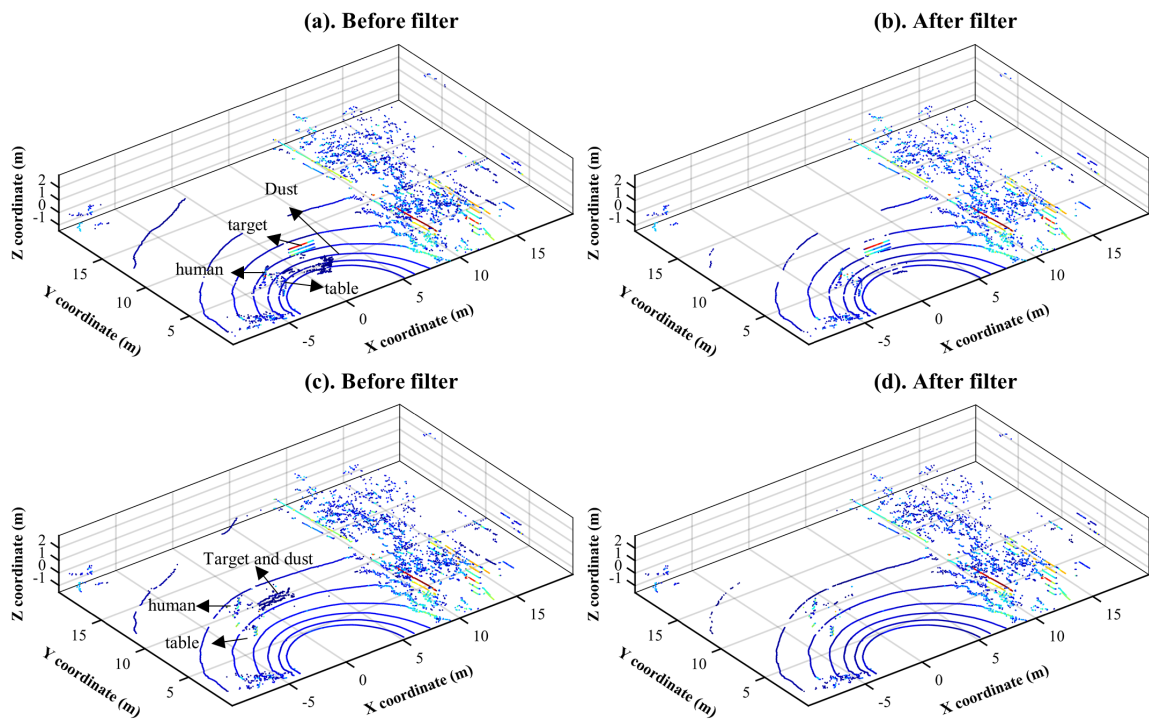 (a). Before filter
Z coordinate (m)
2
1
0
-1
15
10
5
Y coordinate (m)
-5
0
5
10
15
X coordinate (m)
Dust
target
human
table
(b). After filter
Z coordinate (m)
2
1
0
-1
15
10
5
Y coordinate (m)
-5
0
5
10
15
X coordinate (m)
(c). Before filter
Z coordinate (m)
2
1
0
-1
15
10
5
Y coordinate (m)
-5
0
5
10
15
X coordinate (m)
Target and dust
human
table
(d). After filter
Z coordinate (m)
2
1
0
-1
15
10
5
Y coordinate (m)
-5
0
5
10
15
X coordinate (m)